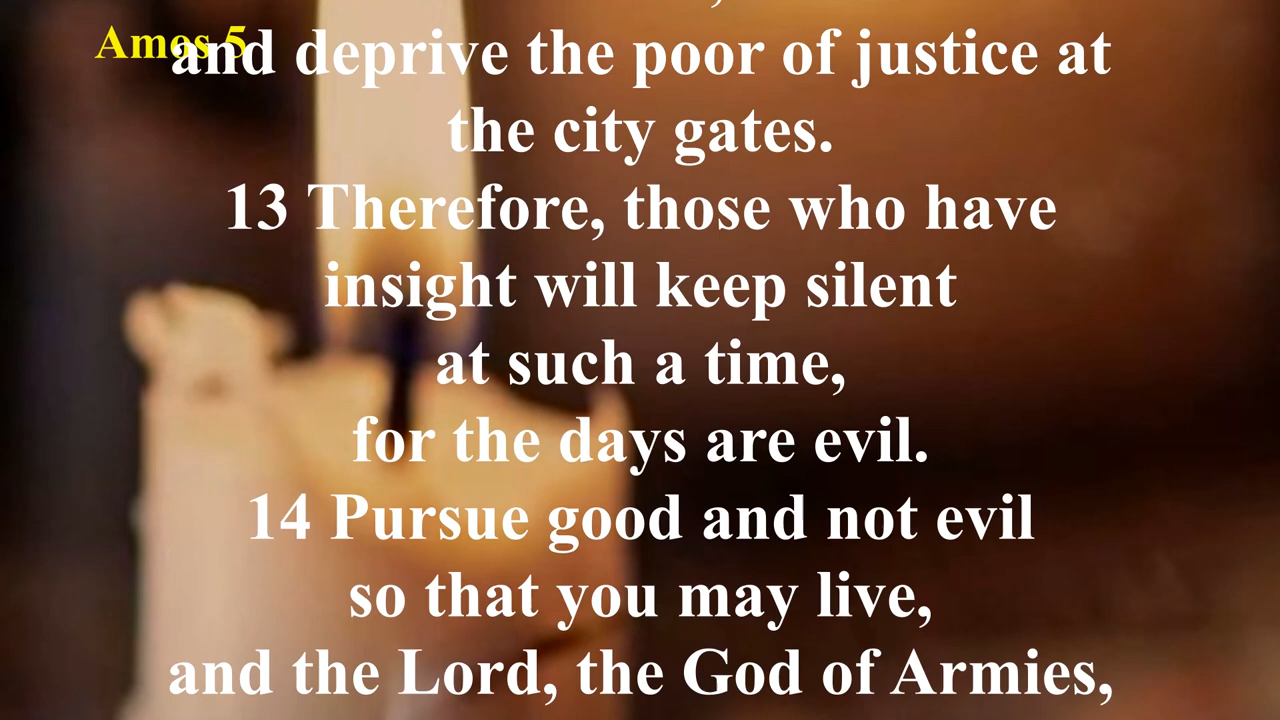 Amos 5
and deprive the poor of justice at
the city gates.
13 Therefore, those who have
insight will keep silent
at such a time,
for the days are evil.
14 Pursue good and not evil
so that you may live,
and the Lord, the God of Armies,